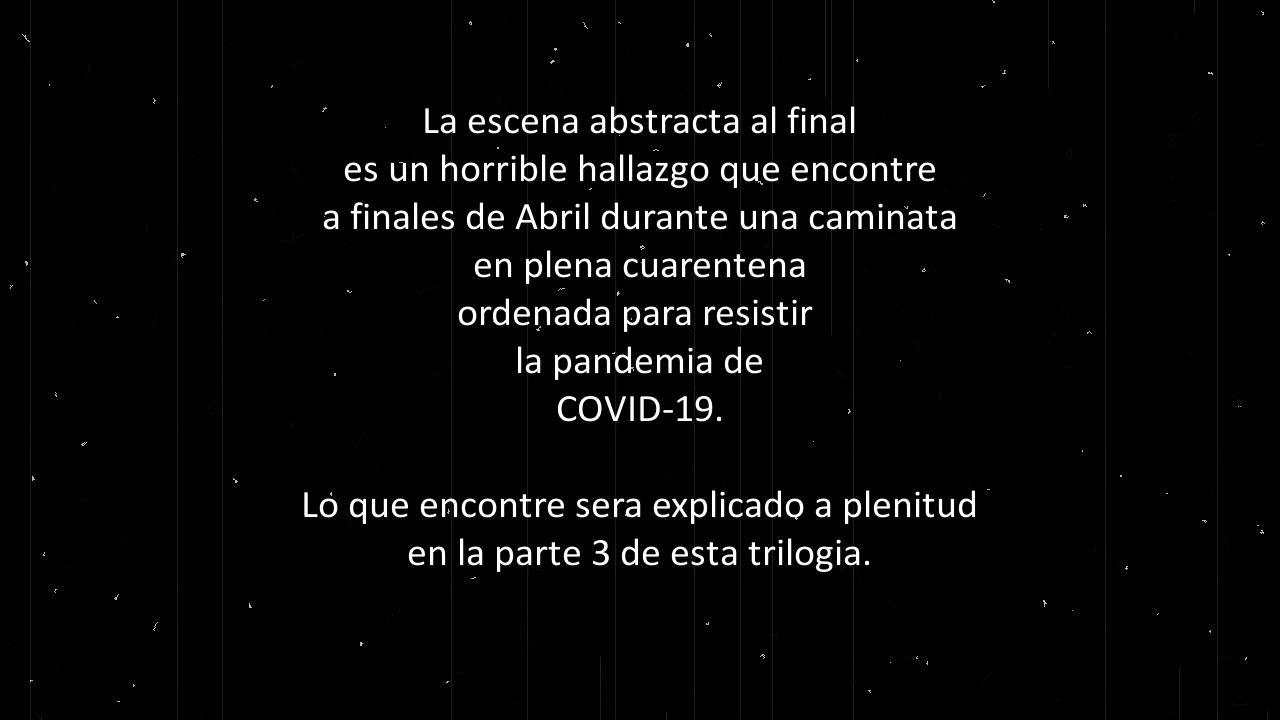 La escena abstracta al final
es un horrible hallazgo que encontre
a finales de Abril durante una caminata
en plena cuarentena
ordenada para resistir
la pandemia de
COVID-19.
Lo que encontre sera explicado a plenitud
en la parte 3 de esta trilogia.